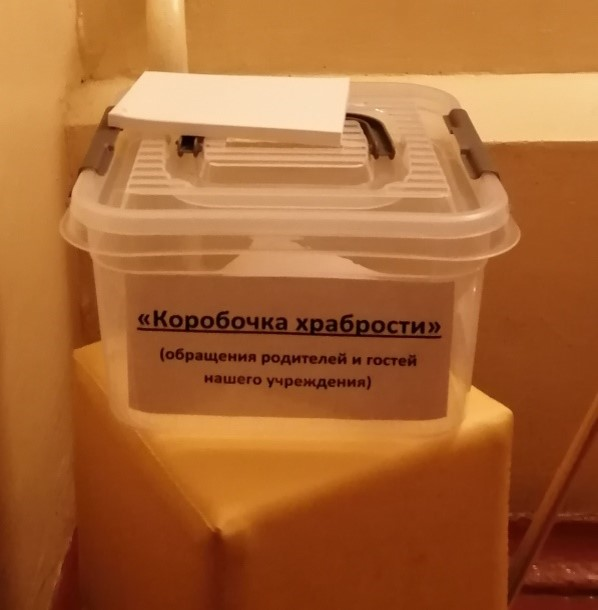 «Коробочка храбрости»
(обращения родителей и гостей
нашего учреждения)